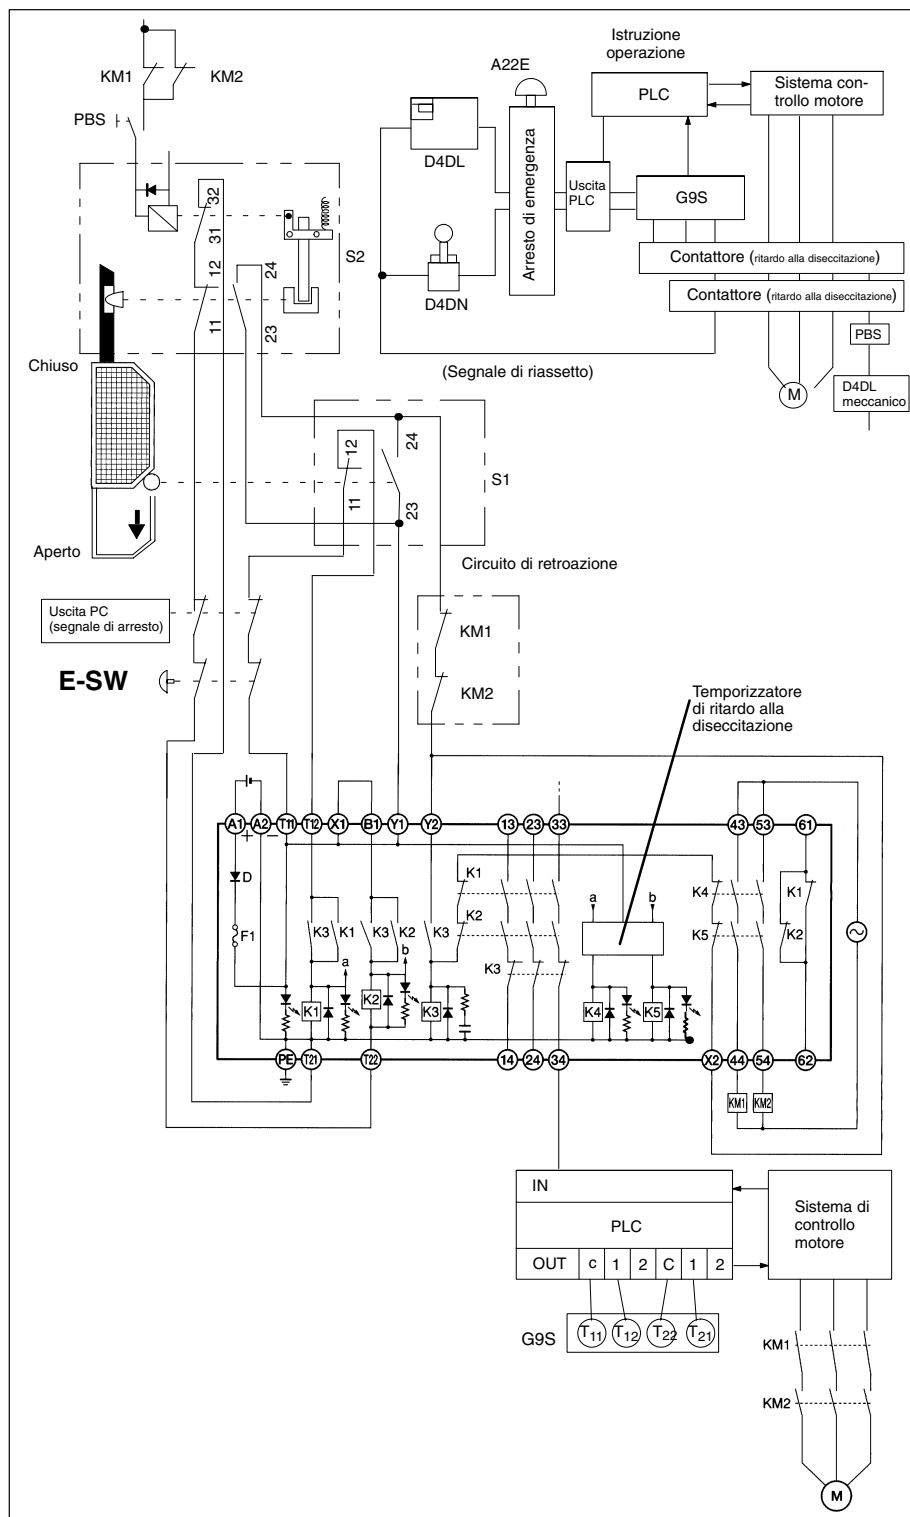 KM1
KM2
PBS
32
31
12
24
11
23
S2
Chiuso
Aperto
A22E
Istruzione
operazione
PLC
Sistema con-
trollo motore
D4DL
D4DN
Arresto di emergenza
Uscita
PLC
G9S
Contattore (ritardo alla diseccitazione)
Contattore (ritardo alla diseccitazione)
PBS
D4DL
meccanico
M
(Segnale di riassetto)
12
24
11
23
S1
Circuito di retroazione
KM1
KM2
Uscita PC
(segnale di arresto)
E-SW
Temporizzatore
di ritardo alla
diseccitazione
A1
A2
T11
T12
X1
B1
Y1
Y2
13
23
33
43
53
61
+
−
D
F1
K3
K1
K3
K2
K3
K1
K2
K3
a
b
a
b
K4
K5
K1
K2
K1
K2
K3
K4
K5
PE
T21
T22
14
24
34
X2
44
54
62
KM1
KM2
IN
PLC
OUT
c
1
2
C
1
2
G9S
T11
T12
T22
T21
Sistema di
controllo
motore
KM1
KM2
M